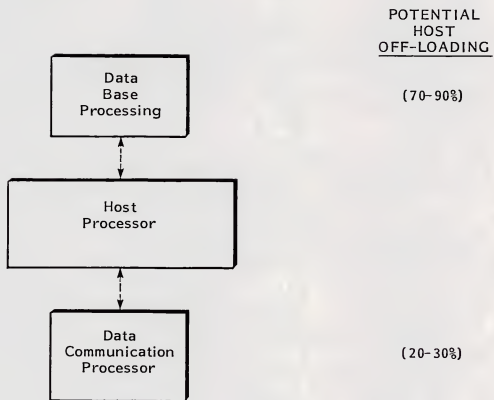 POTENTIAL
HOST
OFF-LOADING
Data
Base
Processing
(70-90%)
Host
Processor
Data
Communication
Processor
(20-30%)